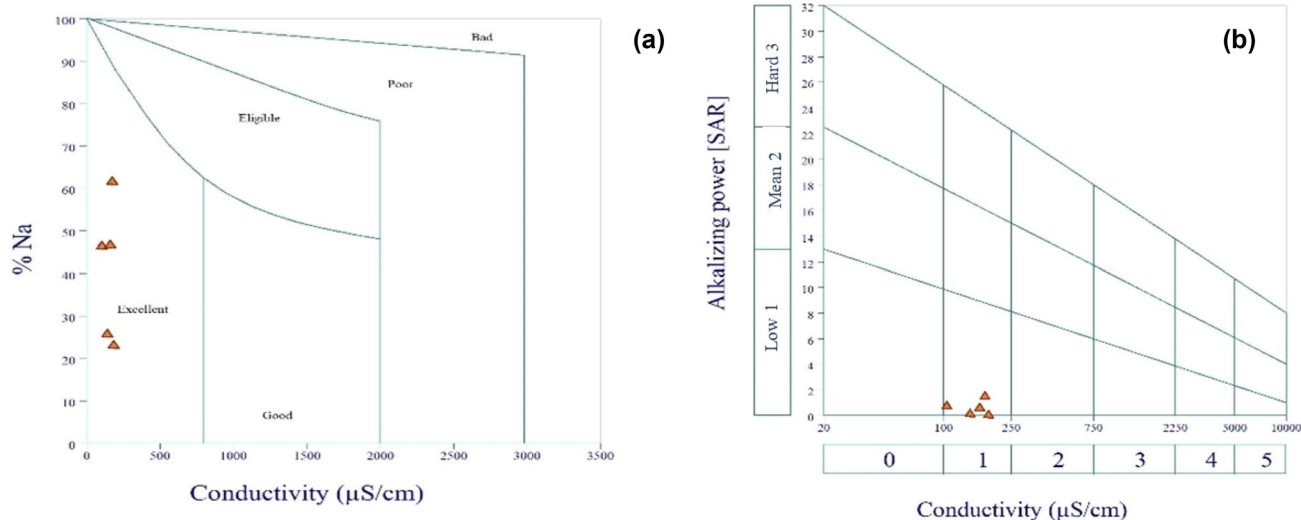 (a)
100
90
80
70
60
50
40
30
20
10
0
% Na
Bad
Poor
Eligible
Excellent
Good
0 500 1000 1500 2000 2500 3000 3500
Conductivity (µS/cm)
(b)
Alkalizing power [SAR]
Hard 3
Mean 2
Low 1
32
30
28
26
24
22
20
18
16
14
12
10
8
6
4
2
0
20 100 250 750 2250 5000 10000
0 1 2 3 4 5
Conductivity (µS/cm)